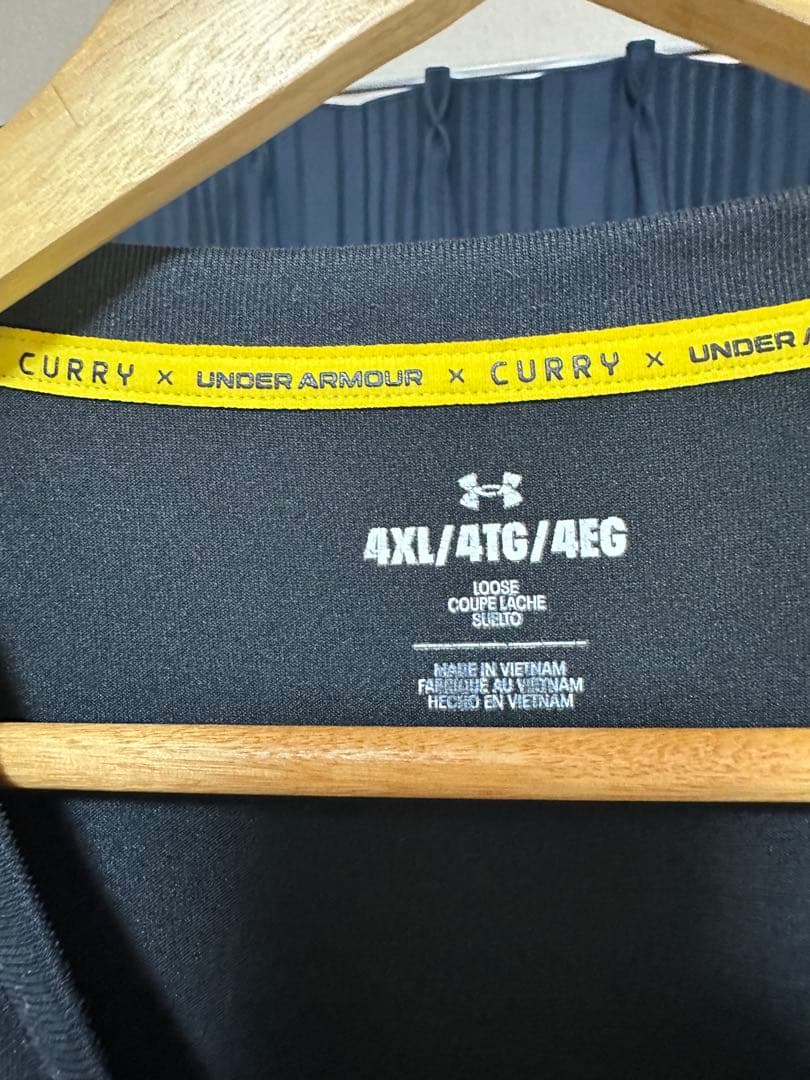 CURRY × UNDER ARMOUR × CURRY × UNDER
4XL/4TG/4EG
LOOSE
COUPE LACHE
SUELTO
MADE IN VIETNAM
FABRIQUE AU VIETNAM
HECHO EN VIETNAM